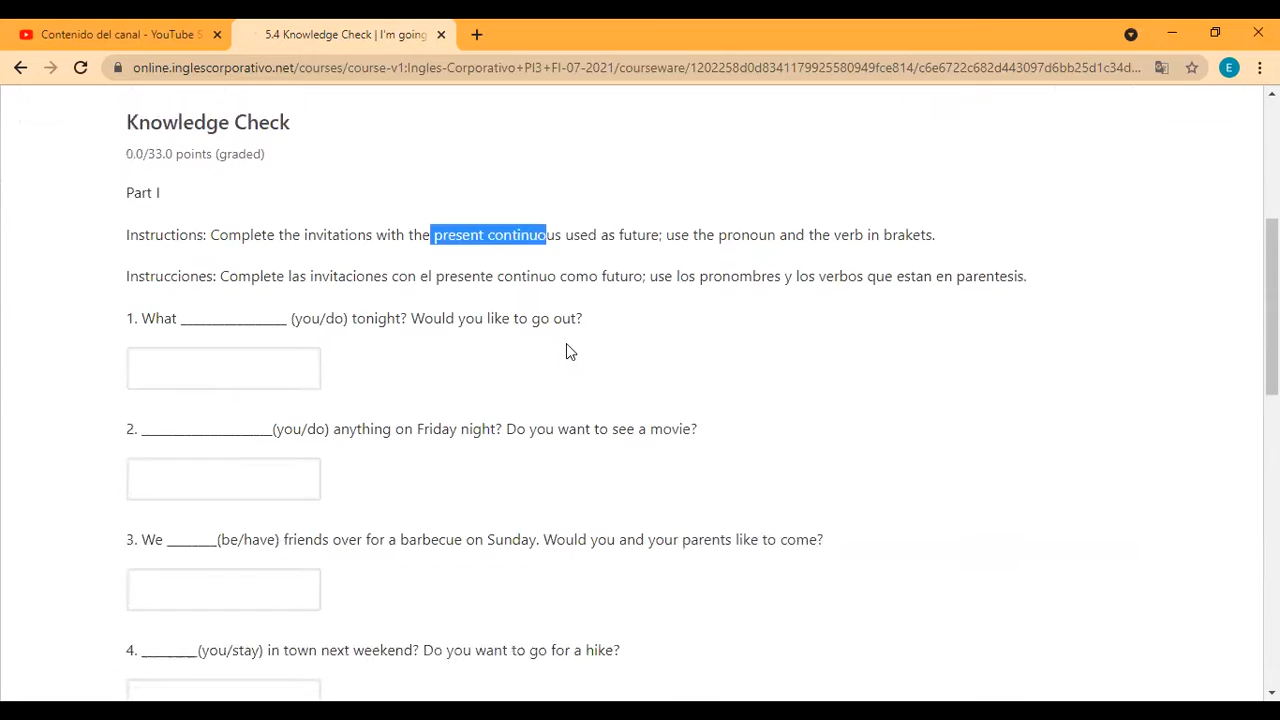 Contenido del canal - YouTube S
5.4 Knowledge Check | I'm going
online.inglescorporativo.net/courses/course-v1:Ingles-Corporativo+PI3+FI-07-2021/courseware/1202258d0d8341179925580949fce814/c6e6722c682d443097d6bb25d1c34d...
E
Knowledge Check
0.0/33.0 points (graded)
Part I
Instructions: Complete the invitations with the present continuous used as future; use the pronoun and the verb in brakets.
Instrucciones: Complete las invitaciones con el presente continuo como futuro; use los pronombres y los verbos que estan en parentesis.
1. What ________________ (you/do) tonight? Would you like to go out?
2. ____________________(you/do) anything on Friday night? Do you want to see a movie?
3. We _______(be/have) friends over for a barbecue on Sunday. Would you and your parents like to come?
4. ________(you/stay) in town next weekend? Do you want to go for a hike?